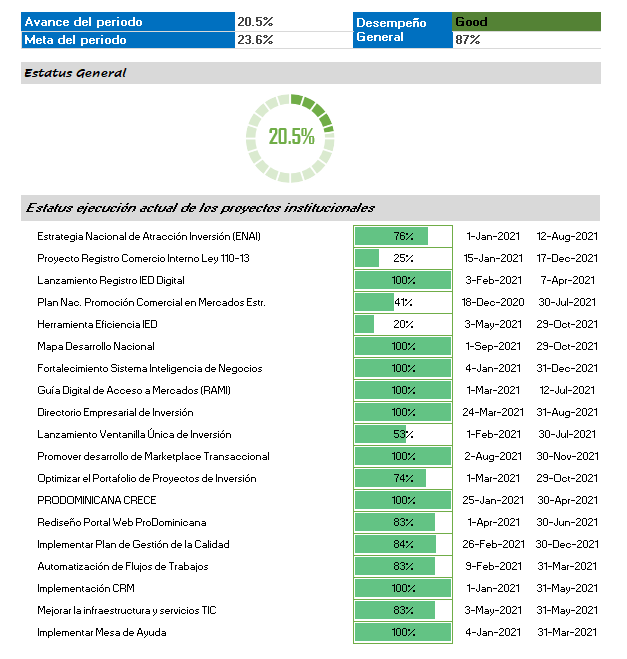 Avance del periodo 20.5% Desempeño General Good
Meta del periodo 23.6% 87%
Estatus General
20.5%
Estatus ejecución actual de los proyectos institucionales
Estrategia Nacional de Atracción Inversión (ENAI) 76% 1-Jan-2021 12-Aug-2021
Proyecto Registro Comercio Interno Ley 110-13 25% 15-Jan-2021 17-Dec-2021
Lanzamiento Registro IED Digital 100% 3-Feb-2021 7-Apr-2021
Plan Nac. Promoción Comercial en Mercados Estr. 41% 18-Dec-2020 30-Jul-2021
Herramienta Eficiencia IED 20% 3-May-2021 29-Oct-2021
Mapa Desarrollo Nacional 100% 1-Sep-2021 29-Oct-2021
Fortalecimiento Sistema Inteligencia de Negocios 100% 4-Jan-2021 31-Dec-2021
Guía Digital de Acceso a Mercados (RAMI) 100% 1-Mar-2021 12-Jul-2021
Directorio Empresarial de Inversión 100% 24-Mar-2021 31-Aug-2021
Lanzamiento Ventanilla Única de Inversión 53% 1-Feb-2021 30-Jul-2021
Promover desarrollo de Marketplace Transaccional 100% 2-Aug-2021 30-Nov-2021
Optimizar el Portafolio de Proyectos de Inversión 74% 1-Mar-2021 29-Oct-2021
PRODOMINICANA CRECE 100% 25-Jan-2021 30-Apr-2021
Rediseño Portal Web ProDominicana 83% 1-Apr-2021 30-Jun-2021
Implementar Plan de Gestión de la Calidad 84% 26-Feb-2021 30-Dec-2021
Automatización de Flujos de Trabajos 83% 9-Feb-2021 31-Mar-2021
Implementación CRM 100% 1-Jan-2021 31-May-2021
Mejorar la infraestructura y servicios TIC 83% 3-May-2021 31-May-2021
Implementar Mesa de Ayuda 100% 4-Jan-2021 31-Mar-2021